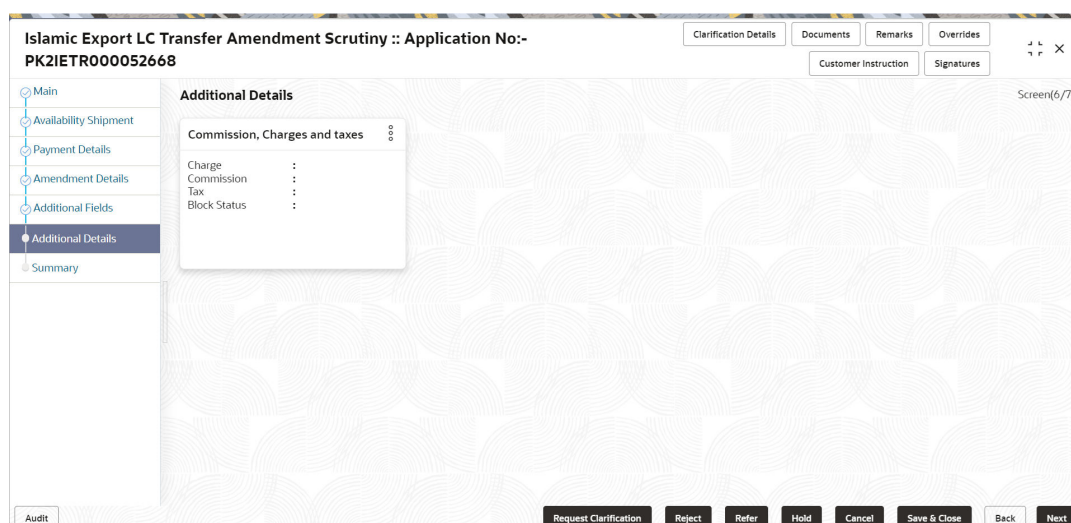 Islamic Export LC Transfer Amendment Scrutiny :: Application No:-
PK2IETR000052668
Clarification Details
Documents
Remarks
Overrides
Customer Instruction
Signatures
Main
Availability Shipment
Payment Details
Amendment Details
Additional Fields
Additional Details
Summary
Additional Details
Screen(6/7
Commission, Charges and taxes
Charge :
Commission :
Tax :
Block Status :
Audit
Request Clarification
Reject
Refer
Hold
Cancel
Save & Close
Back
Next